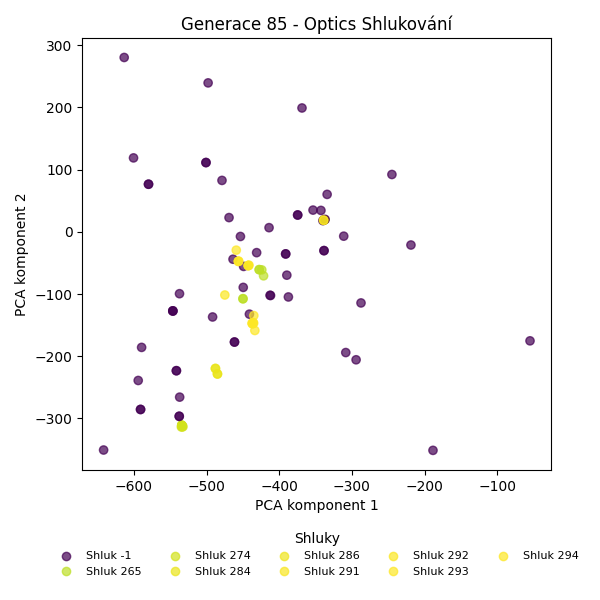 Generace 85 - Optics Shlukování
300
200
100
0
−100
−200
−300
PCA komponent 2
−600 −500 −400 −300 −200 −100
PCA komponent 1
Shluky
Shluk -1 Shluk 274 Shluk 286 Shluk 292 Shluk 294
Shluk 265 Shluk 284 Shluk 291 Shluk 293